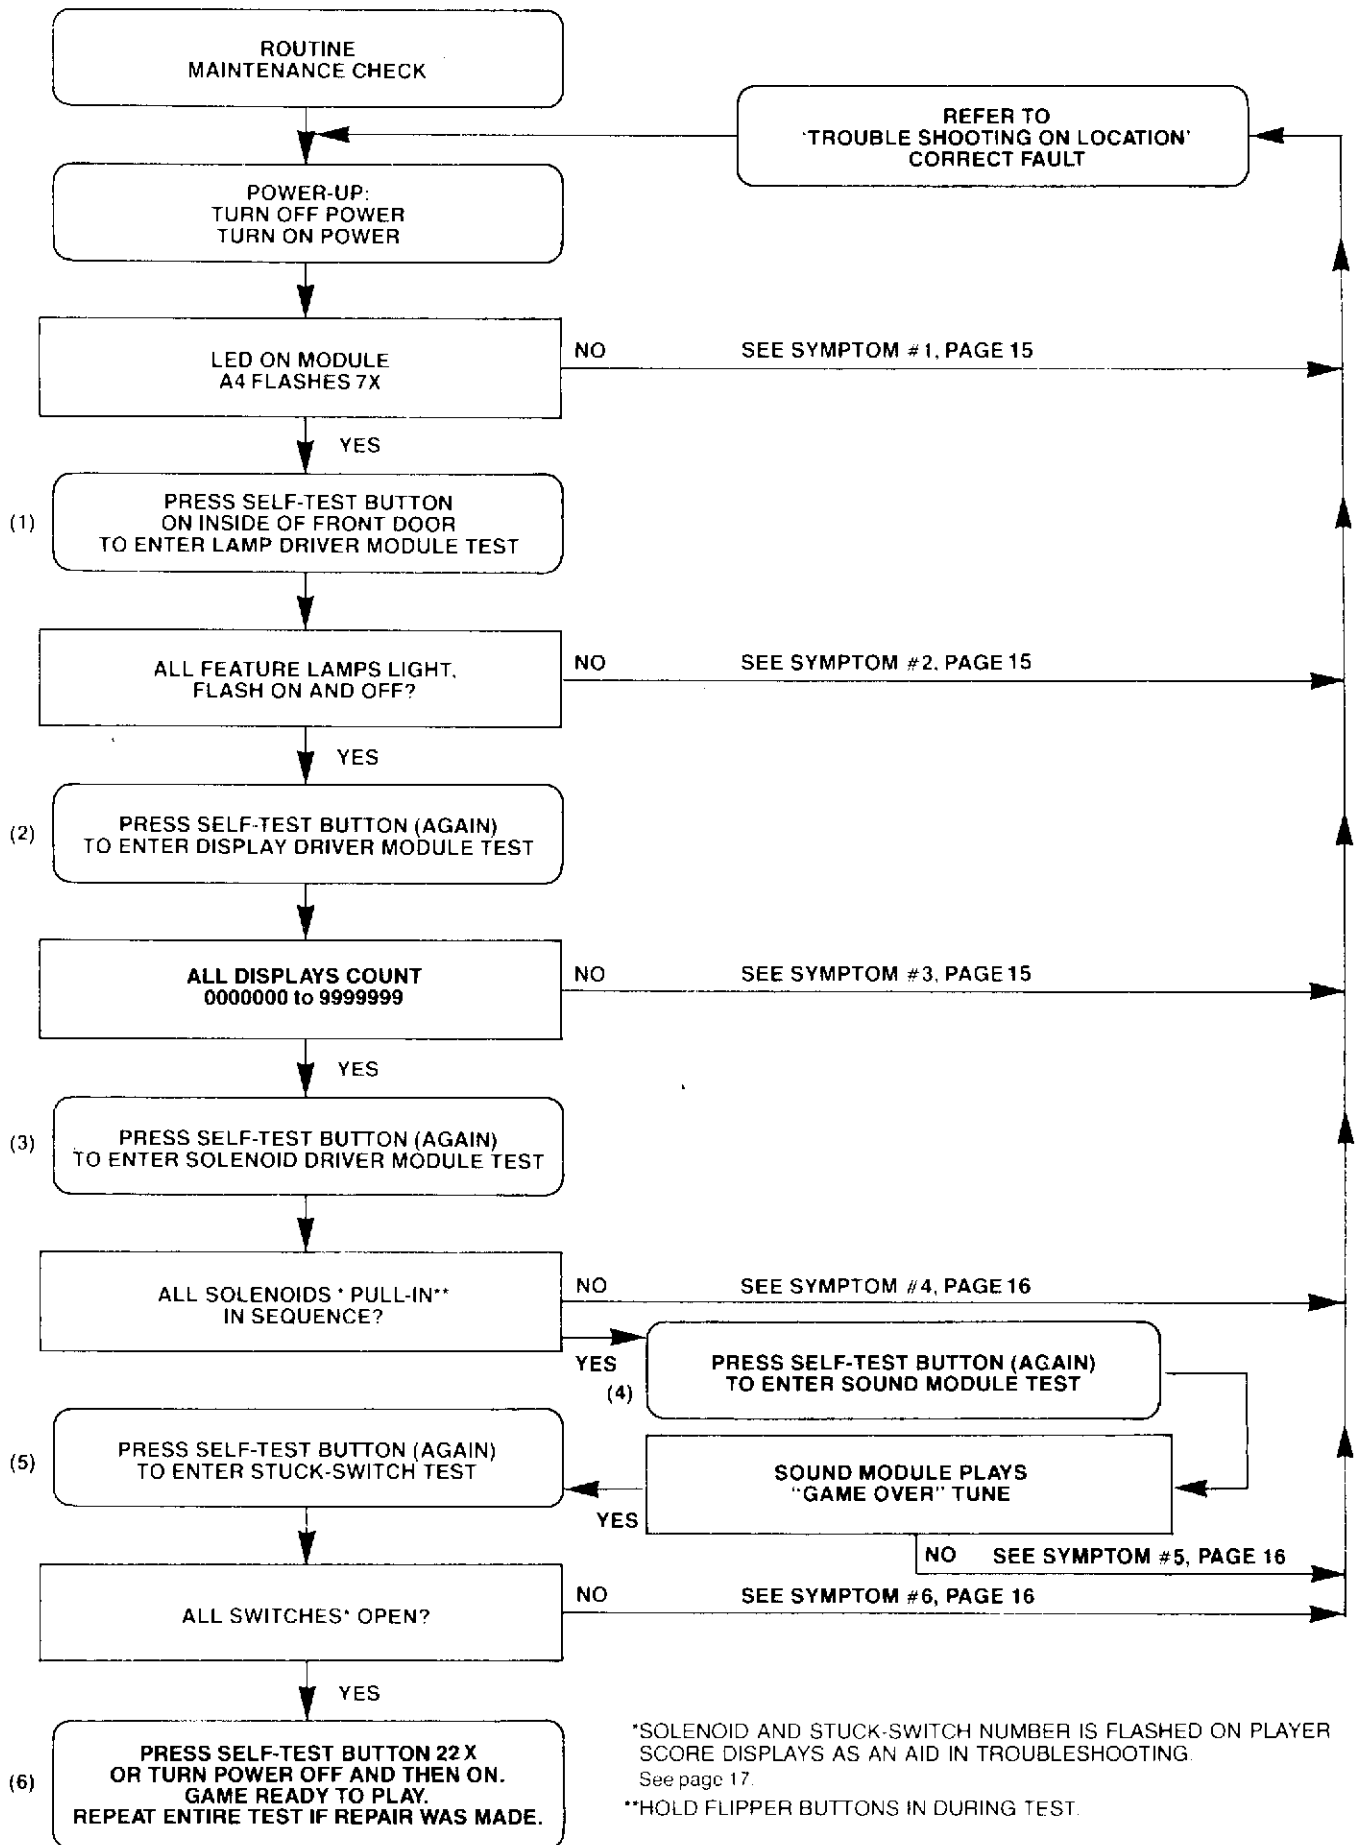 ROUTINE
MAINTENANCE CHECK
REFER TO
'TROUBLE SHOOTING ON LOCATION'
CORRECT FAULT
POWER-UP:
TURN OFF POWER
TURN ON POWER
LED ON MODULE
A4 FLASHES 7X
NO SEE SYMPTOM #1, PAGE 15
YES
(1)
PRESS SELF-TEST BUTTON
ON INSIDE OF FRONT DOOR
TO ENTER LAMP DRIVER MODULE TEST
ALL FEATURE LAMPS LIGHT,
FLASH ON AND OFF?
NO SEE SYMPTOM #2, PAGE 15
YES
(2)
PRESS SELF-TEST BUTTON (AGAIN)
TO ENTER DISPLAY DRIVER MODULE TEST
ALL DISPLAYS COUNT
0000000 to 9999999
NO SEE SYMPTOM #3, PAGE 15
YES
(3)
PRESS SELF-TEST BUTTON (AGAIN)
TO ENTER SOLENOID DRIVER MODULE TEST
ALL SOLENOIDS * PULL-IN**
IN SEQUENCE?
NO SEE SYMPTOM #4, PAGE 16
YES
(4)
PRESS SELF-TEST BUTTON (AGAIN)
TO ENTER SOUND MODULE TEST
SOUND MODULE PLAYS
"GAME OVER" TUNE
YES
NO SEE SYMPTOM #5, PAGE 16
(5)
PRESS SELF-TEST BUTTON (AGAIN)
TO ENTER STUCK-SWITCH TEST
ALL SWITCHES* OPEN?
NO SEE SYMPTOM #6, PAGE 16
YES
(6)
PRESS SELF-TEST BUTTON 22X
OR TURN POWER OFF AND THEN ON.
GAME READY TO PLAY.
REPEAT ENTIRE TEST IF REPAIR WAS MADE.
*SOLENOID AND STUCK-SWITCH NUMBER IS FLASHED ON PLAYER
SCORE DISPLAYS AS AN AID IN TROUBLESHOOTING.
See page 17.
**HOLD FLIPPER BUTTONS IN DURING TEST.